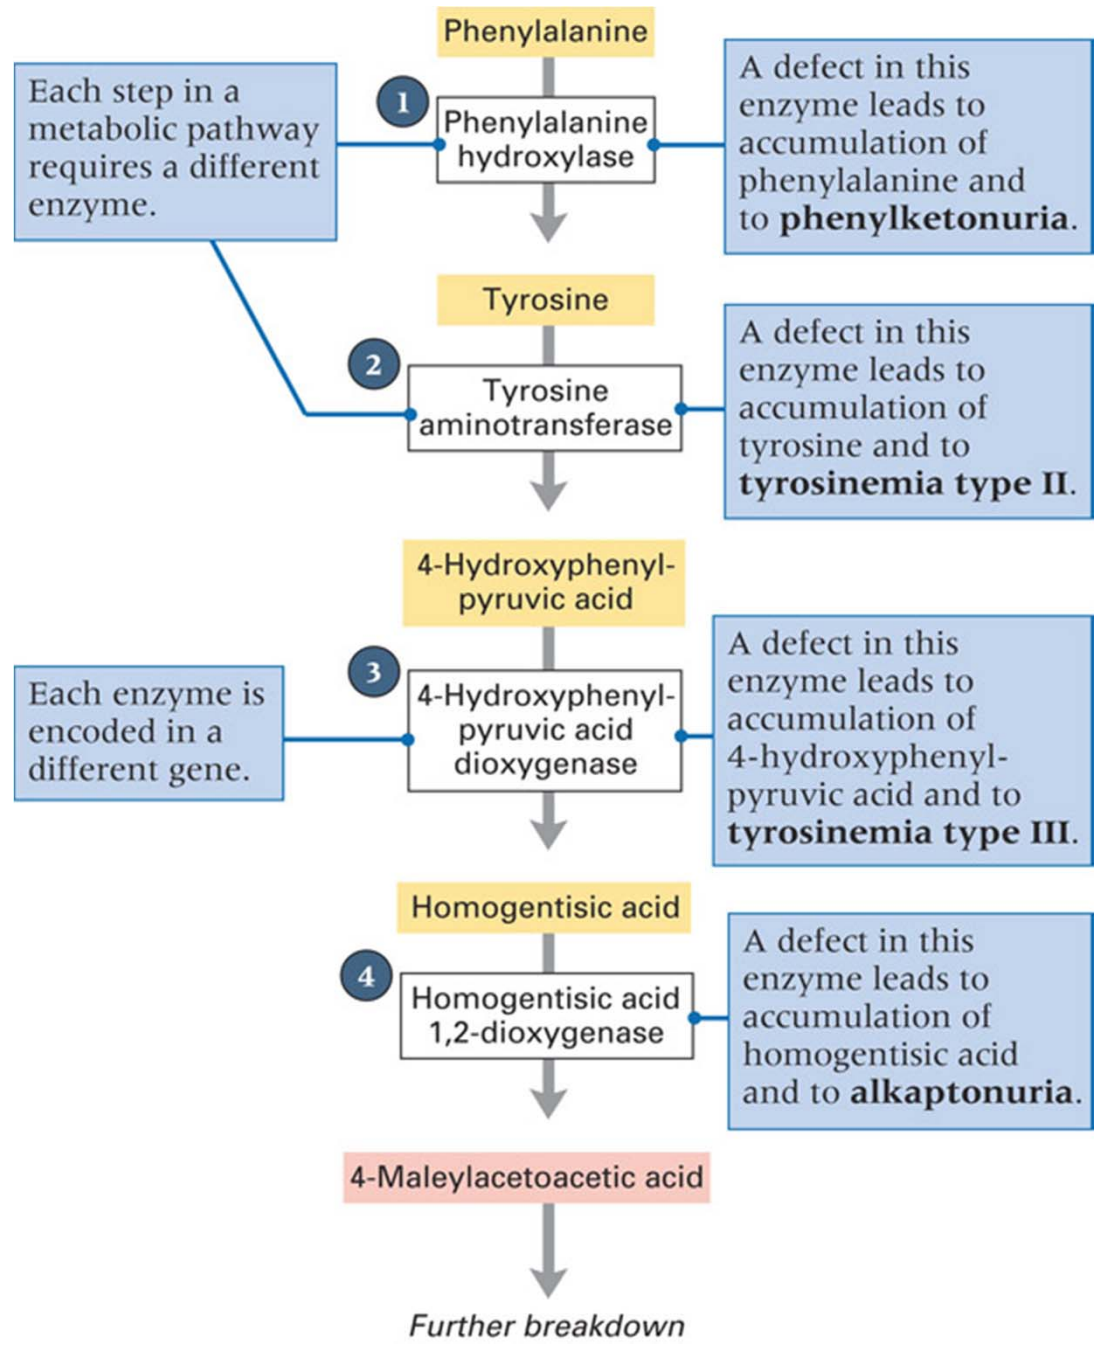 Phenylalanine
Each step in a
metabolic pathway
requires a different
enzyme.
1
Phenylalanine
hydroxylase
A defect in this
enzyme leads to
accumulation of
phenylalanine and
to phenylketonuria.
Tyrosine
2
Tyrosine
aminotransferase
A defect in this
enzyme leads to
accumulation of
tyrosine and to
tyrosinemia type II.
4-Hydroxyphenyl-
pyruvic acid
Each enzyme is
encoded in a
different gene.
3
4-Hydroxyphenyl-
pyruvic acid
dioxygenase
A defect in this
enzyme leads to
accumulation of
4-hydroxyphenyl-
pyruvic acid and to
tyrosinemia type III.
Homogentisic acid
4
Homogentisic acid
1,2-dioxygenase
A defect in this
enzyme leads to
accumulation of
homogentisic acid
and to alkaptonuria.
4-Maleylacetoacetic acid
Further breakdown